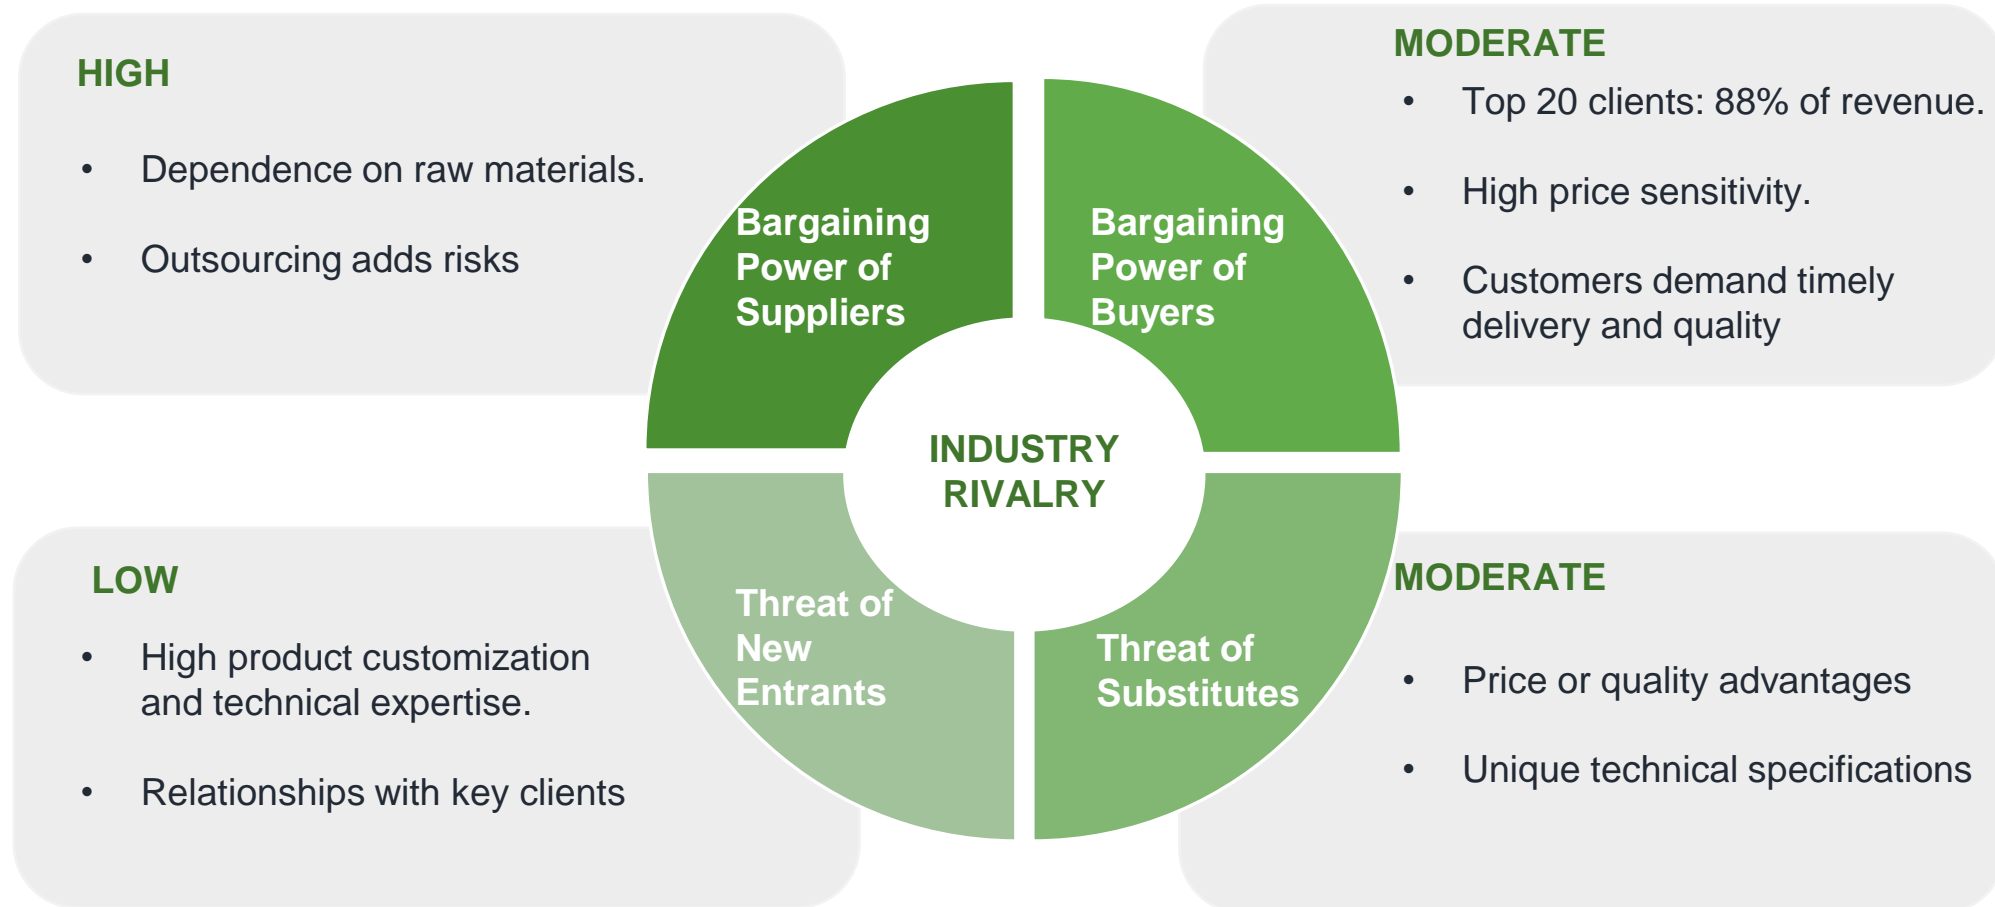 HIGH
• Dependence on raw materials.
• Outsourcing adds risks
Bargaining
Power of
Suppliers
Bargaining
Power of
Buyers
MODERATE
• Top 20 clients: 88% of revenue.
• High price sensitivity.
• Customers demand timely
delivery and quality
INDUSTRY
RIVALRY
LOW
• High product customization
and technical expertise.
• Relationships with key clients
Threat of
New
Entrants
Threat of
Substitutes
MODERATE
• Price or quality advantages
• Unique technical specifications